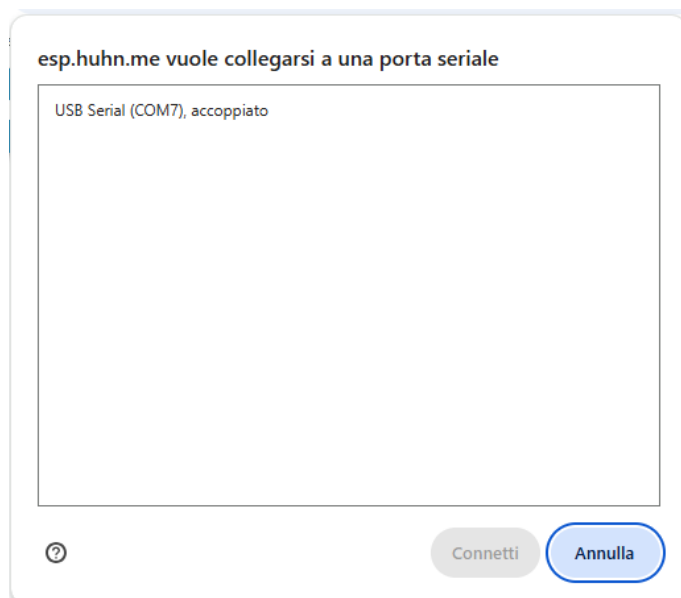 esp.huhn.me vuole collegarsi a una porta seriale
USB Serial (COM7), accoppiato
Connetti
Annulla